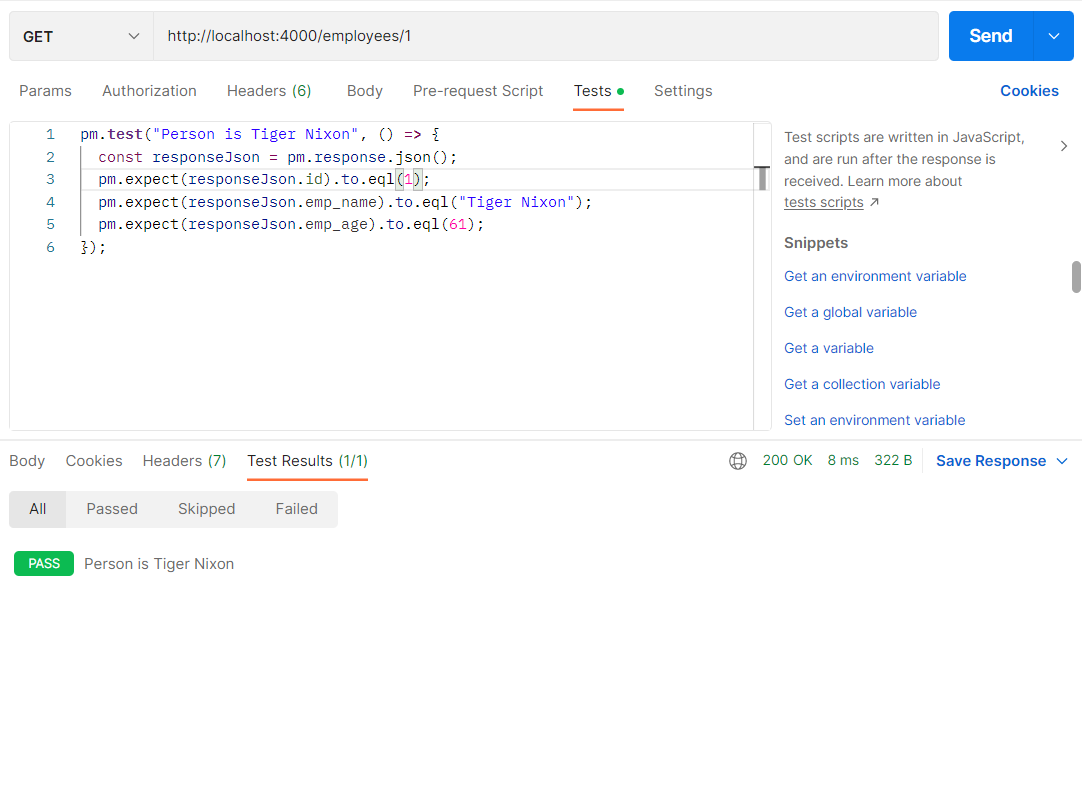 GET http://localhost:4000/employees/1 Send
Params Authorization Headers (6) Body Pre-request Script Tests Settings Cookies
1 pm.test("Person is Tiger Nixon", () => {
2 const responseJson = pm.response.json();
3 pm.expect(responseJson.id).to.eql(1);
4 pm.expect(responseJson.emp_name).to.eql("Tiger Nixon");
5 pm.expect(responseJson.emp_age).to.eql(61);
6 });
Test scripts are written in JavaScript,
and are run after the response is
received. Learn more about
tests scripts ↗
Snippets
Get an environment variable
Get a global variable
Get a variable
Get a collection variable
Set an environment variable
Body Cookies Headers (7) Test Results (1/1) 200 OK 8 ms 322 B Save Response
All Passed Skipped Failed
PASS Person is Tiger Nixon